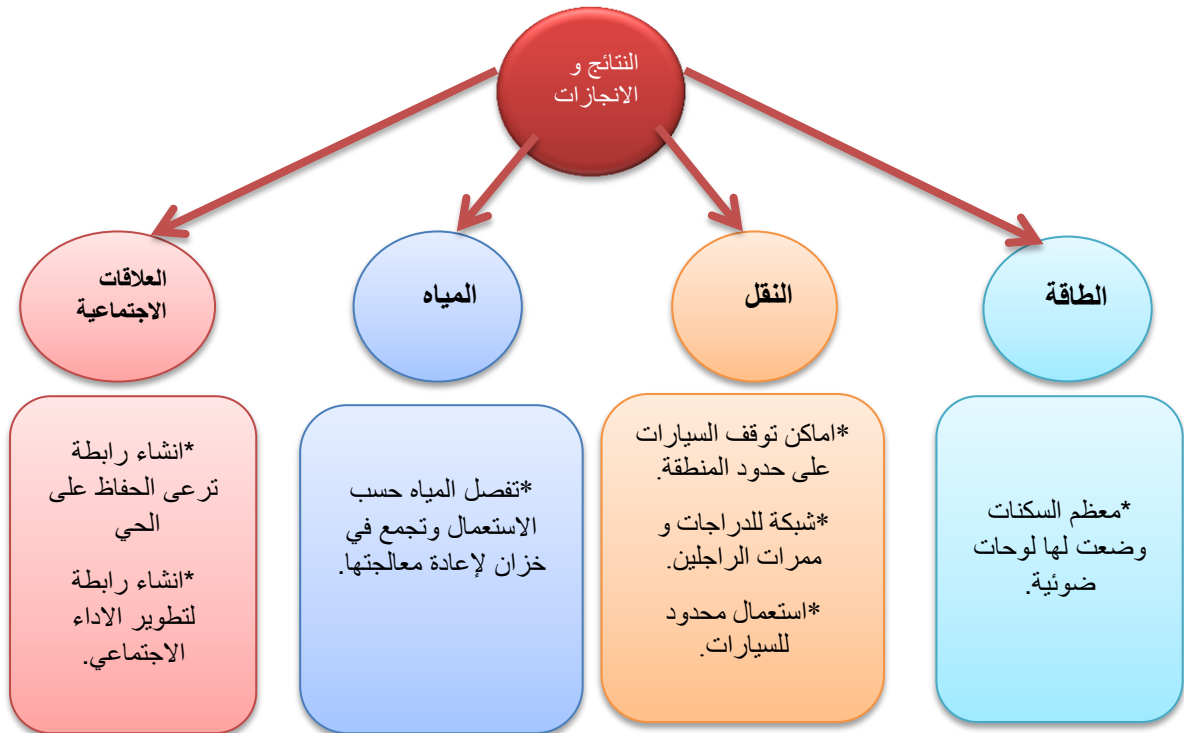 النتائج و
الانجازات
الطاقة
النقل
المياه
العلاقات
الاجتماعية
*معظم السكنات
وضعت لها لوحات
ضوئية.
*اماكن توقف السيارات
على حدود المنطقة.
*شبكة للدراجات و
ممرات الراجلين.
*استعمال محدود
للسيارات.
*تفصل المياه حسب
الاستعمال وتجمع في
خزان لإعادة معالجتها.
*انشاء رابطة
ترعى الحفاظ على
الحي
*انشاء رابطة
لتطوير الاداء
الاجتماعي.